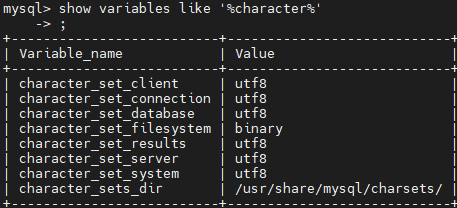 mysql> show variables like '%character%'
    -> ;
+--------------------------+----------------------------+
| Variable_name            | Value                      |
+--------------------------+----------------------------+
| character_set_client     | utf8                       |
| character_set_connection | utf8                       |
| character_set_database   | utf8                       |
| character_set_filesystem | binary                     |
| character_set_results    | utf8                       |
| character_set_server     | utf8                       |
| character_set_system     | utf8                       |
| character_sets_dir       | /usr/share/mysql/charsets/ |
+--------------------------+----------------------------+